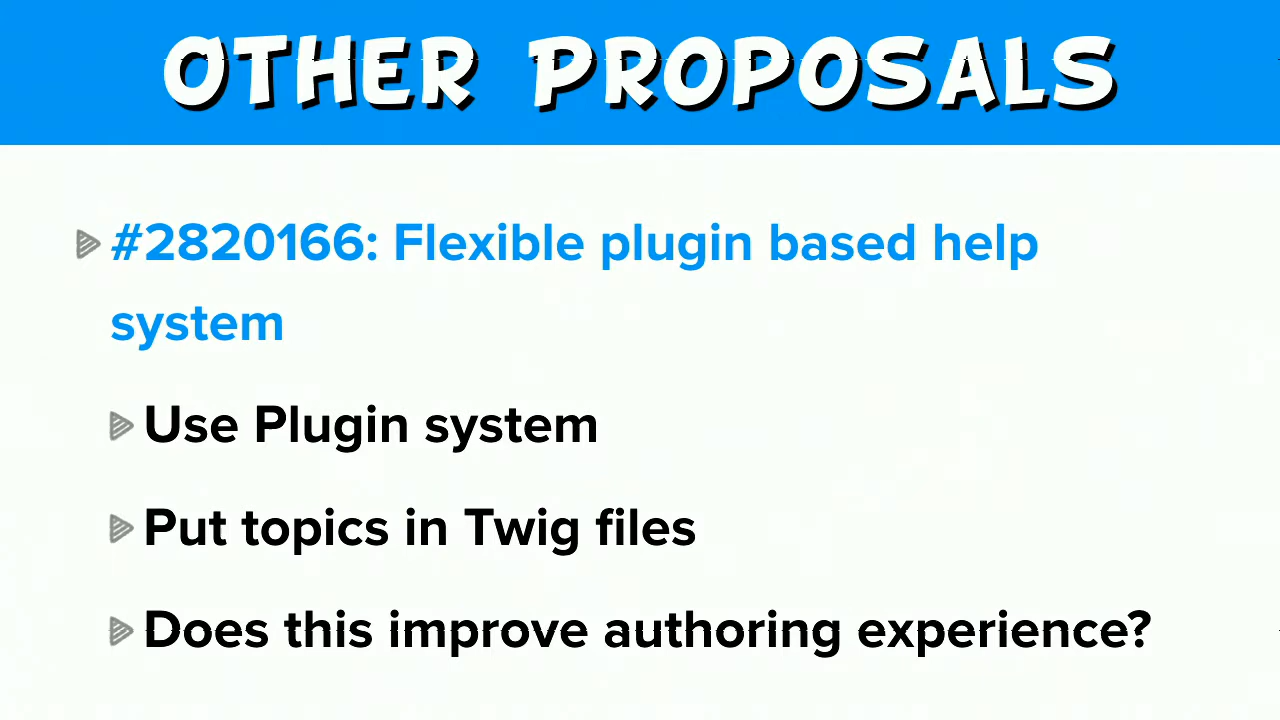 OTHER PROPOSALS
#2820166: Flexible plugin based help
system
Use Plugin system
Put topics in Twig files
Does this improve authoring experience?